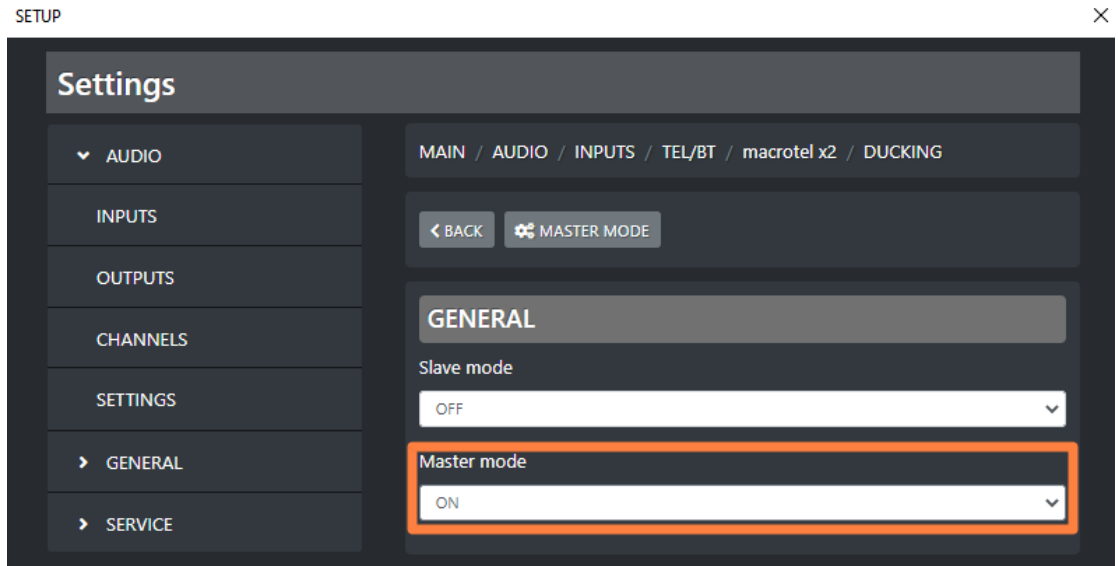 SETUP
Settings
AUDIO
INPUTS
OUTPUTS
CHANNELS
SETTINGS
GENERAL
SERVICE
MAIN / AUDIO / INPUTS / TEL/BT / macrotel x2 / DUCKING
BACK MASTER MODE
GENERAL
Slave mode
OFF
Master mode
ON